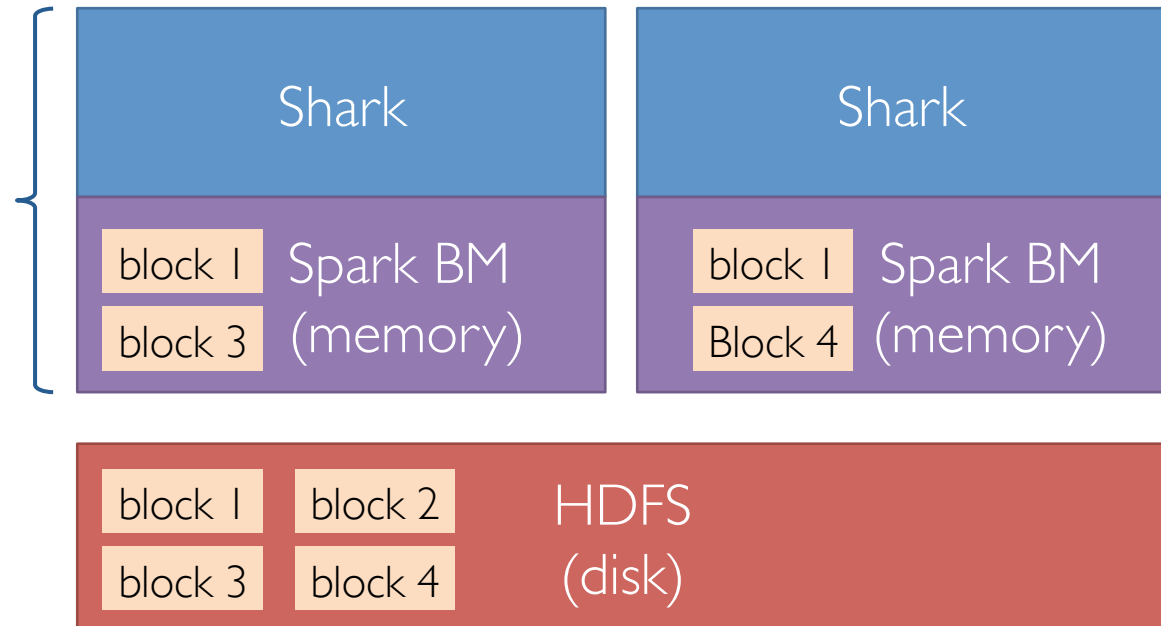 Shark
Shark
block 1
Spark BM
block 3
(memory)
block 1
Spark BM
Block 4
(memory)
block 1
block 2
HDFS
block 3
block 4
(disk)